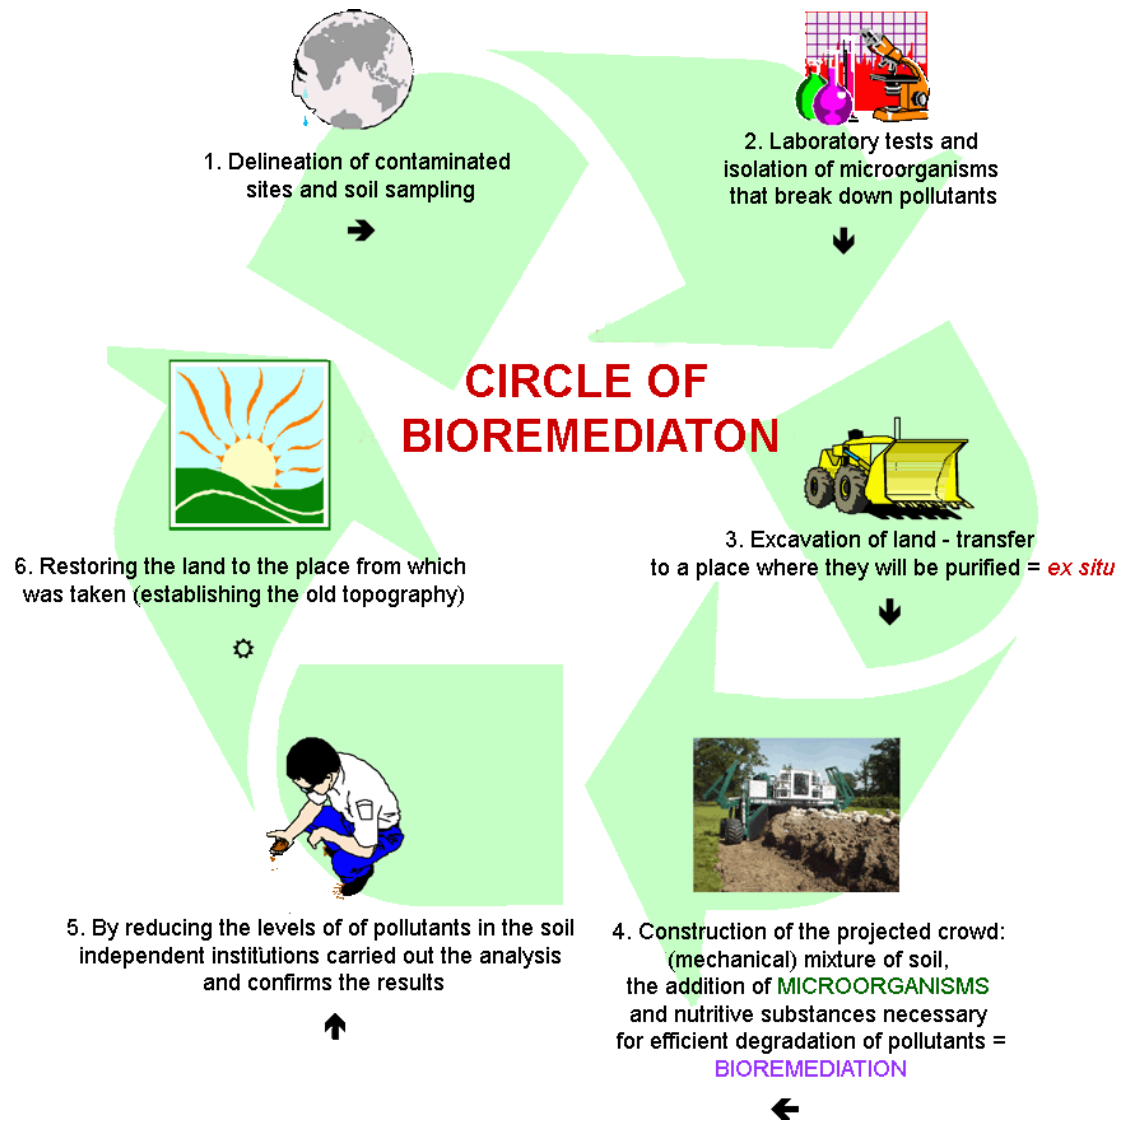 1. Delineation of contaminated
sites and soil sampling
2. Laboratory tests and
isolation of microorganisms
that break down pollutants
CIRCLE OF
BIOREMEDIATON
3. Excavation of land - transfer
to a place where they will be purified = ex situ
4. Construction of the projected crowd:
(mechanical) mixture of soil,
the addition of MICROORGANISMS
and nutritive substances necessary
for efficient degradation of pollutants =
BIOREMEDIATION
5. By reducing the levels of of pollutants in the soil
independent institutions carried out the analysis
and confirms the results
6. Restoring the land to the place from which
was taken (establishing the old topography)